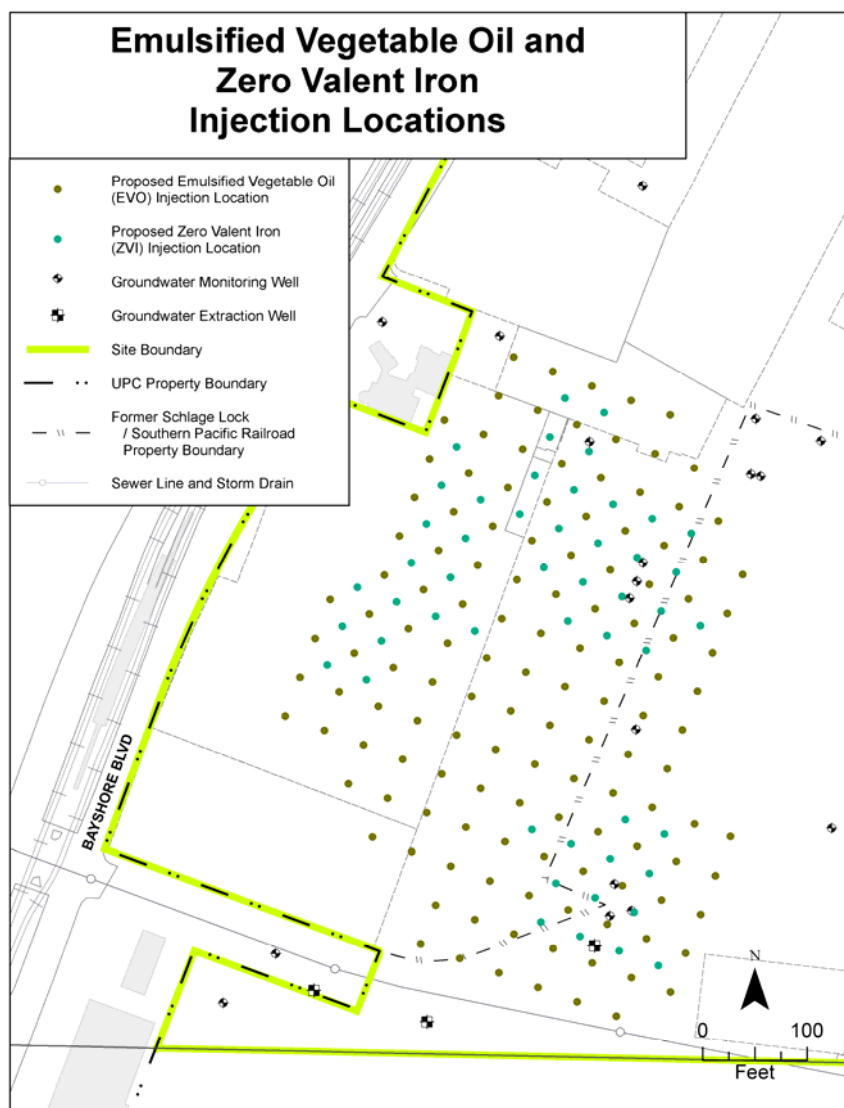 Emulsified Vegetable Oil and
Zero Valent Iron
Injection Locations
Proposed Emulsified Vegetable Oil
(EVO) Injection Location
Proposed Zero Valent Iron
(ZVI) Injection Location
Groundwater Monitoring Well
Groundwater Extraction Well
Site Boundary
UPC Property Boundary
Former Schlage Lock
/ Southern Pacific Railroad
Property Boundary
Sewer Line and Storm Drain
BAYSHORE BLVD
N
0 100
Feet